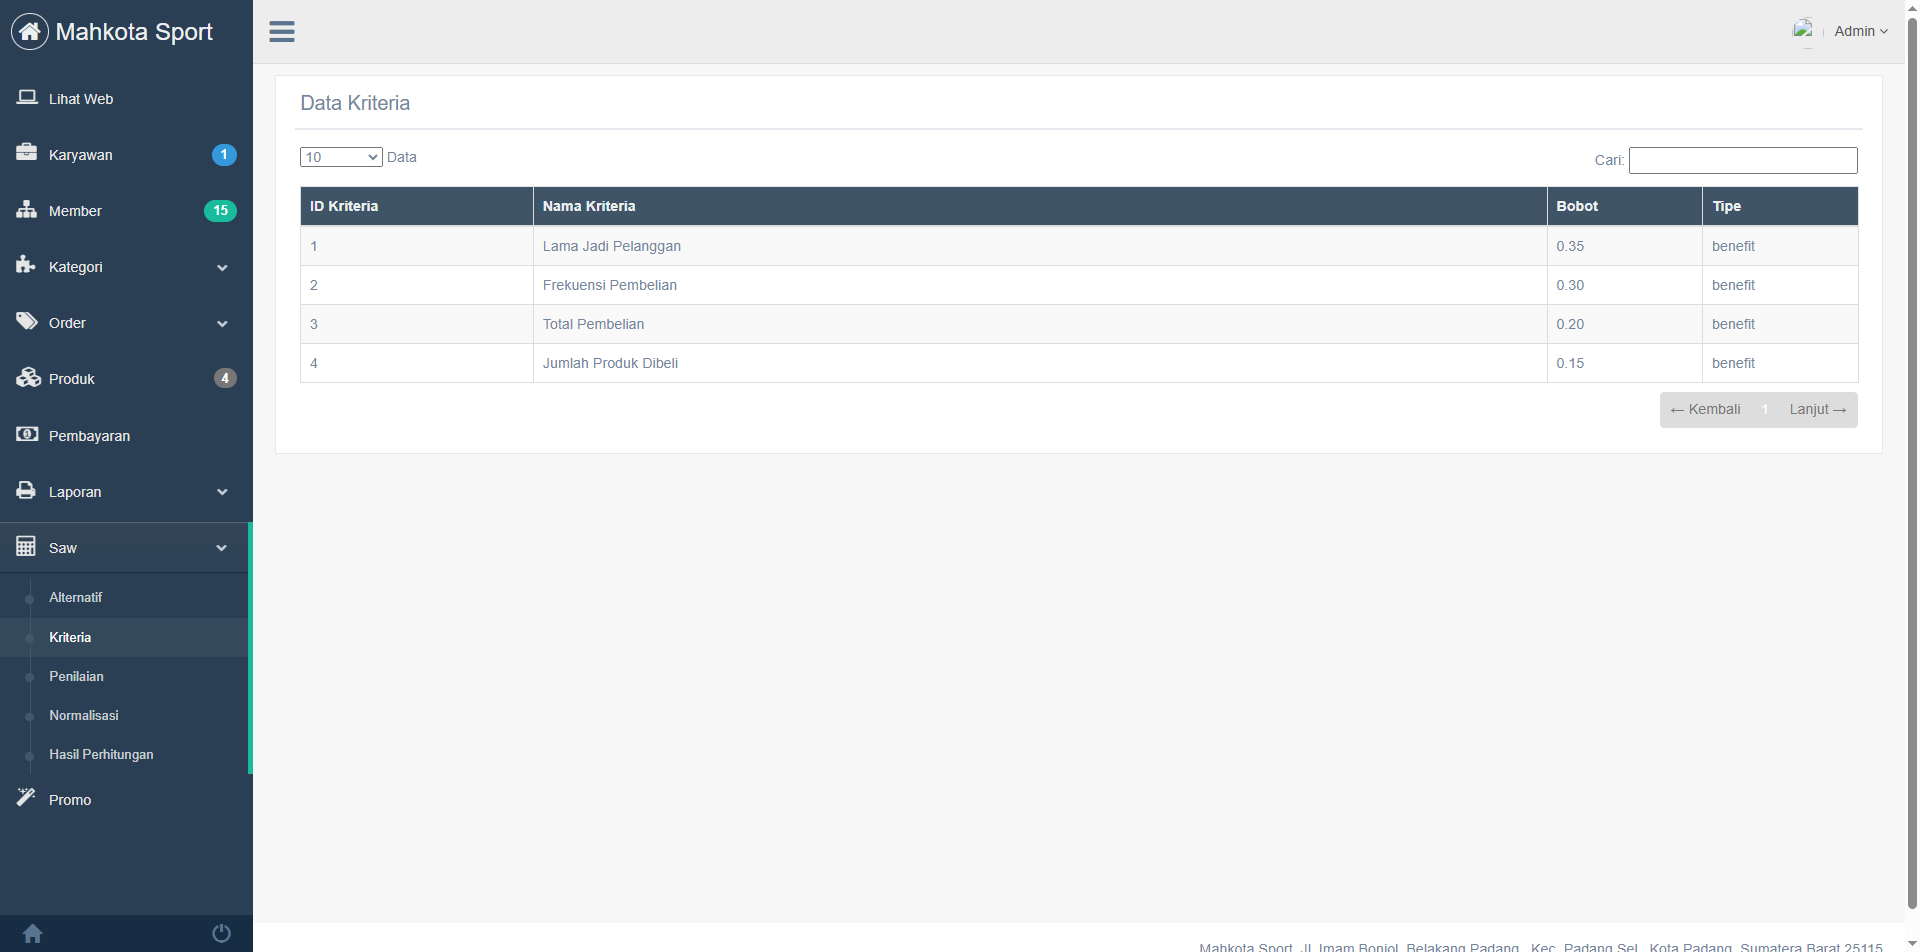 Mahkota Sport
Admin
Lihat Web
Karyawan 1
Member 15
Kategori
Order
Produk 4
Pembayaran
Laporan
Saw
Alternatif
Kriteria
Penilaian
Normalisasi
Hasil Perhitungan
Promo
Data Kriteria
10 Data
Cari:
ID Kriteria Nama Kriteria Bobot Tipe
1 Lama Jadi Pelanggan 0.35 benefit
2 Frekuensi Pembelian 0.30 benefit
3 Total Pembelian 0.20 benefit
4 Jumlah Produk Dibeli 0.15 benefit
← Kembali 1 Lanjut →
Mahkota Sport, Jl. Imam Bonjol, Belakang Padang., Kec. Padang Sel., Kota Padang, Sumatera Barat 25115